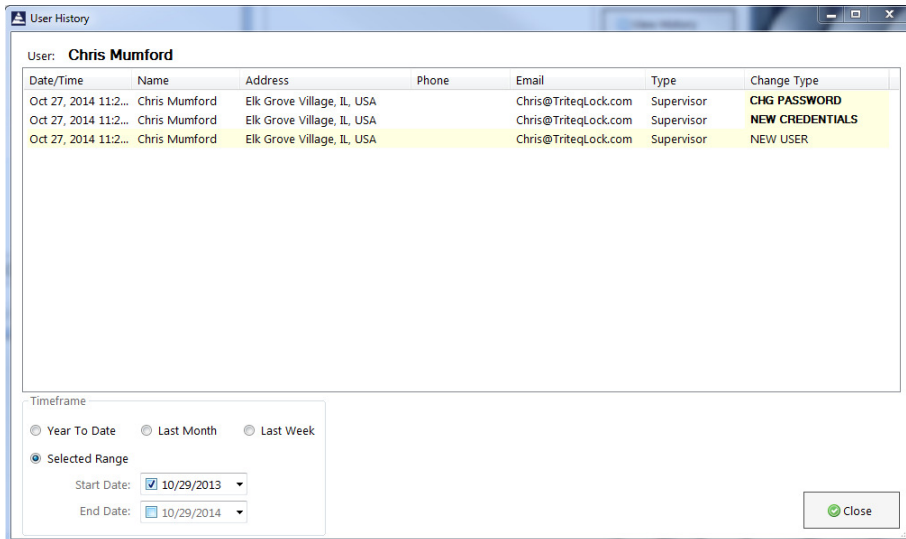 User History
User: Chris Mumford
Date/Time Name Address Phone Email Type Change Type
Oct 27, 2014 11:2... Chris Mumford Elk Grove Village, IL, USA Chris@TriteqLock.com Supervisor CHG PASSWORD
Oct 27, 2014 11:2... Chris Mumford Elk Grove Village, IL, USA Chris@TriteqLock.com Supervisor NEW CREDENTIALS
Oct 27, 2014 11:2... Chris Mumford Elk Grove Village, IL, USA Chris@TriteqLock.com Supervisor NEW USER
Timeframe
Year To Date Last Month Last Week
Selected Range
Start Date: 10/29/2013
End Date: 10/29/2014
Close